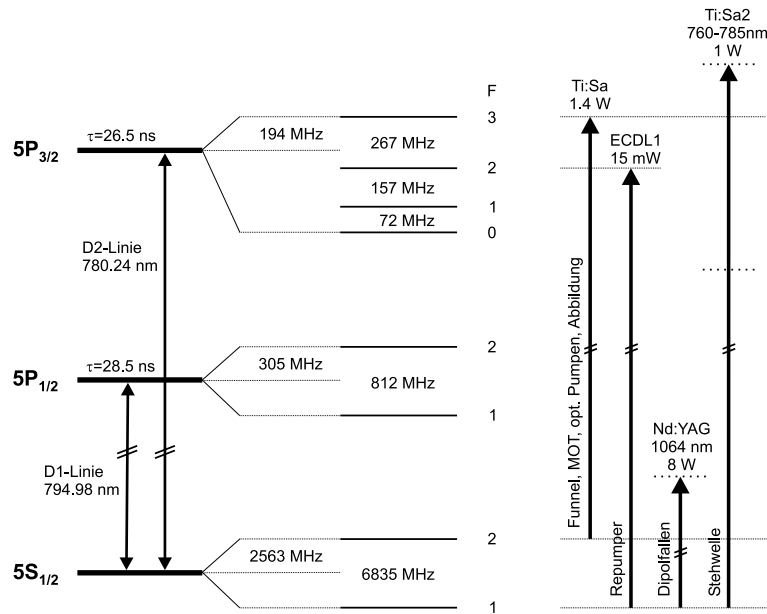 Ti:Sa2
760-785nm
1 W
F
Ti:Sa
1.4 W
3
τ=26.5 ns
194 MHz
267 MHz
ECDL1
15 mW
5P3/2
2
157 MHz
1
72 MHz
0
D2-Linie
780.24 nm
2
τ=28.5 ns
305 MHz
5P1/2
812 MHz
1
Nd:YAG
1064 nm
8 W
D1-Linie
794.98 nm
Funnel, MOT, opt. Pumpen, Abbildung
2
2563 MHz
5S1/2
6835 MHz
1
Repumper
Dipolfallen
Stehwelle